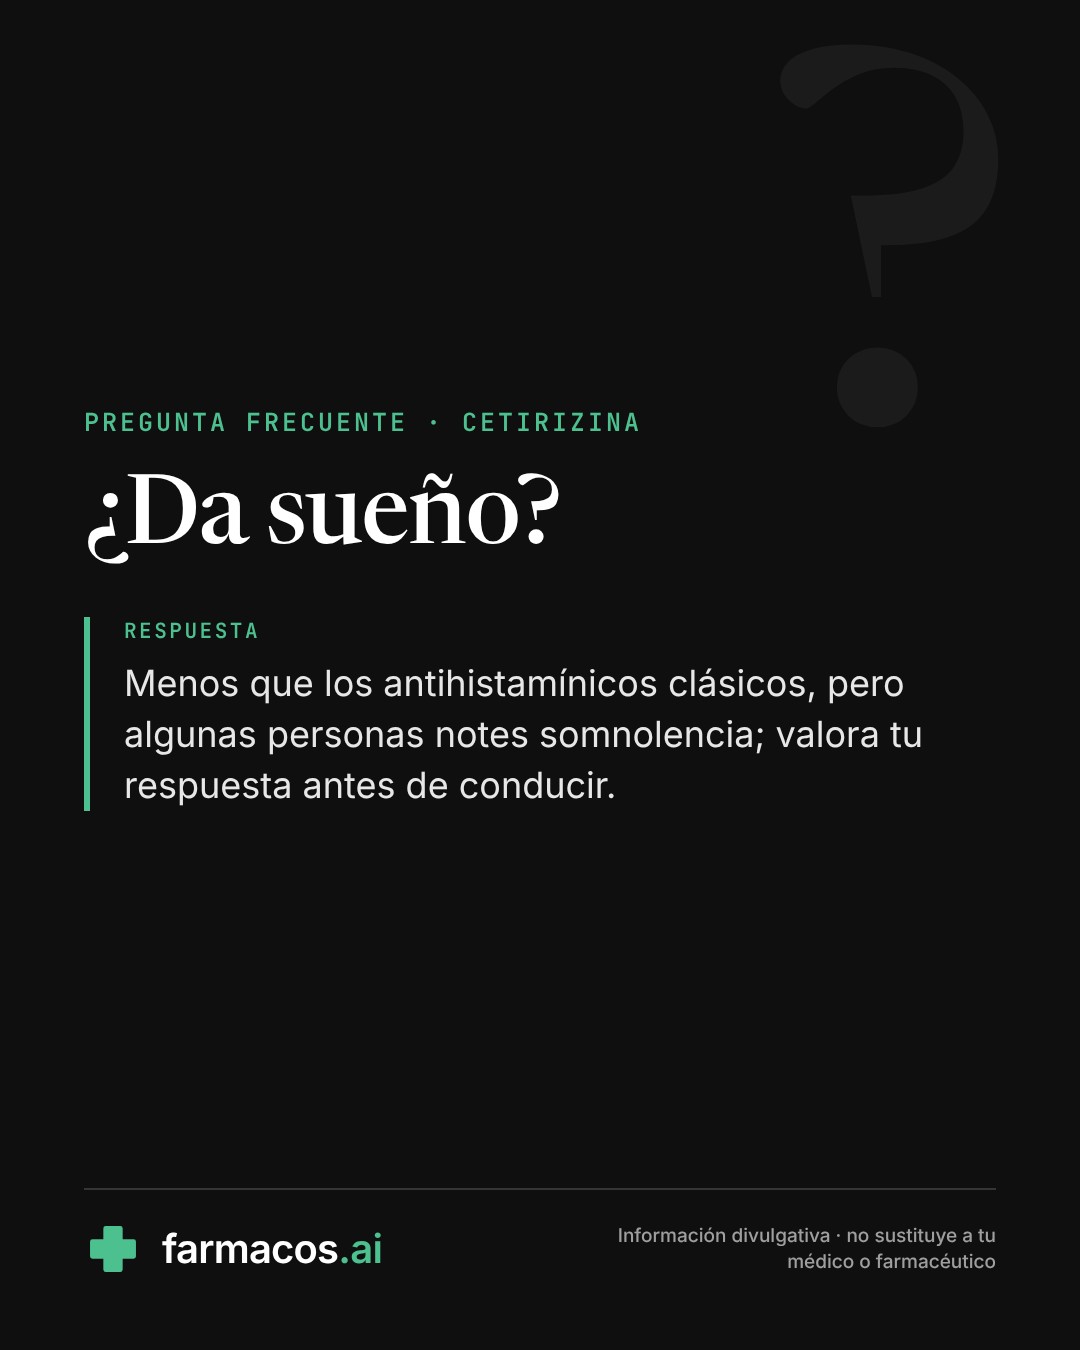 ?
PREGUNTA FRECUENTE · CETIRIZINA
¿Da sueño?
RESPUESTA
Menos que los antihistamínicos clásicos, pero
algunas personas notes somnolencia; valora tu
respuesta antes de conducir.
farmacos.ai
Información divulgativa · no sustituye a tu
médico o farmacéutico